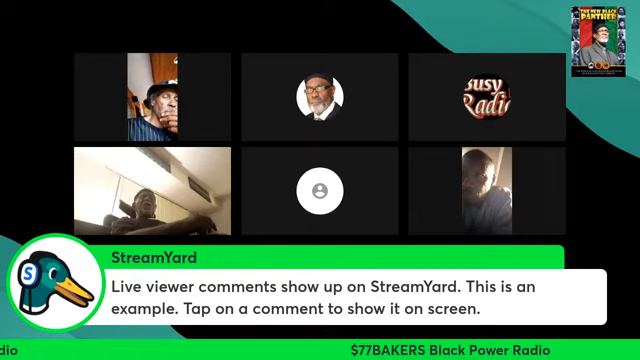 THE NEW BLACK
PANTHER
Busy
Radio
S
StreamYard
Live viewer comments show up on StreamYard. This is an
example. Tap on a comment to show it on screen.
dio
$77BAKERS Black Power Radio